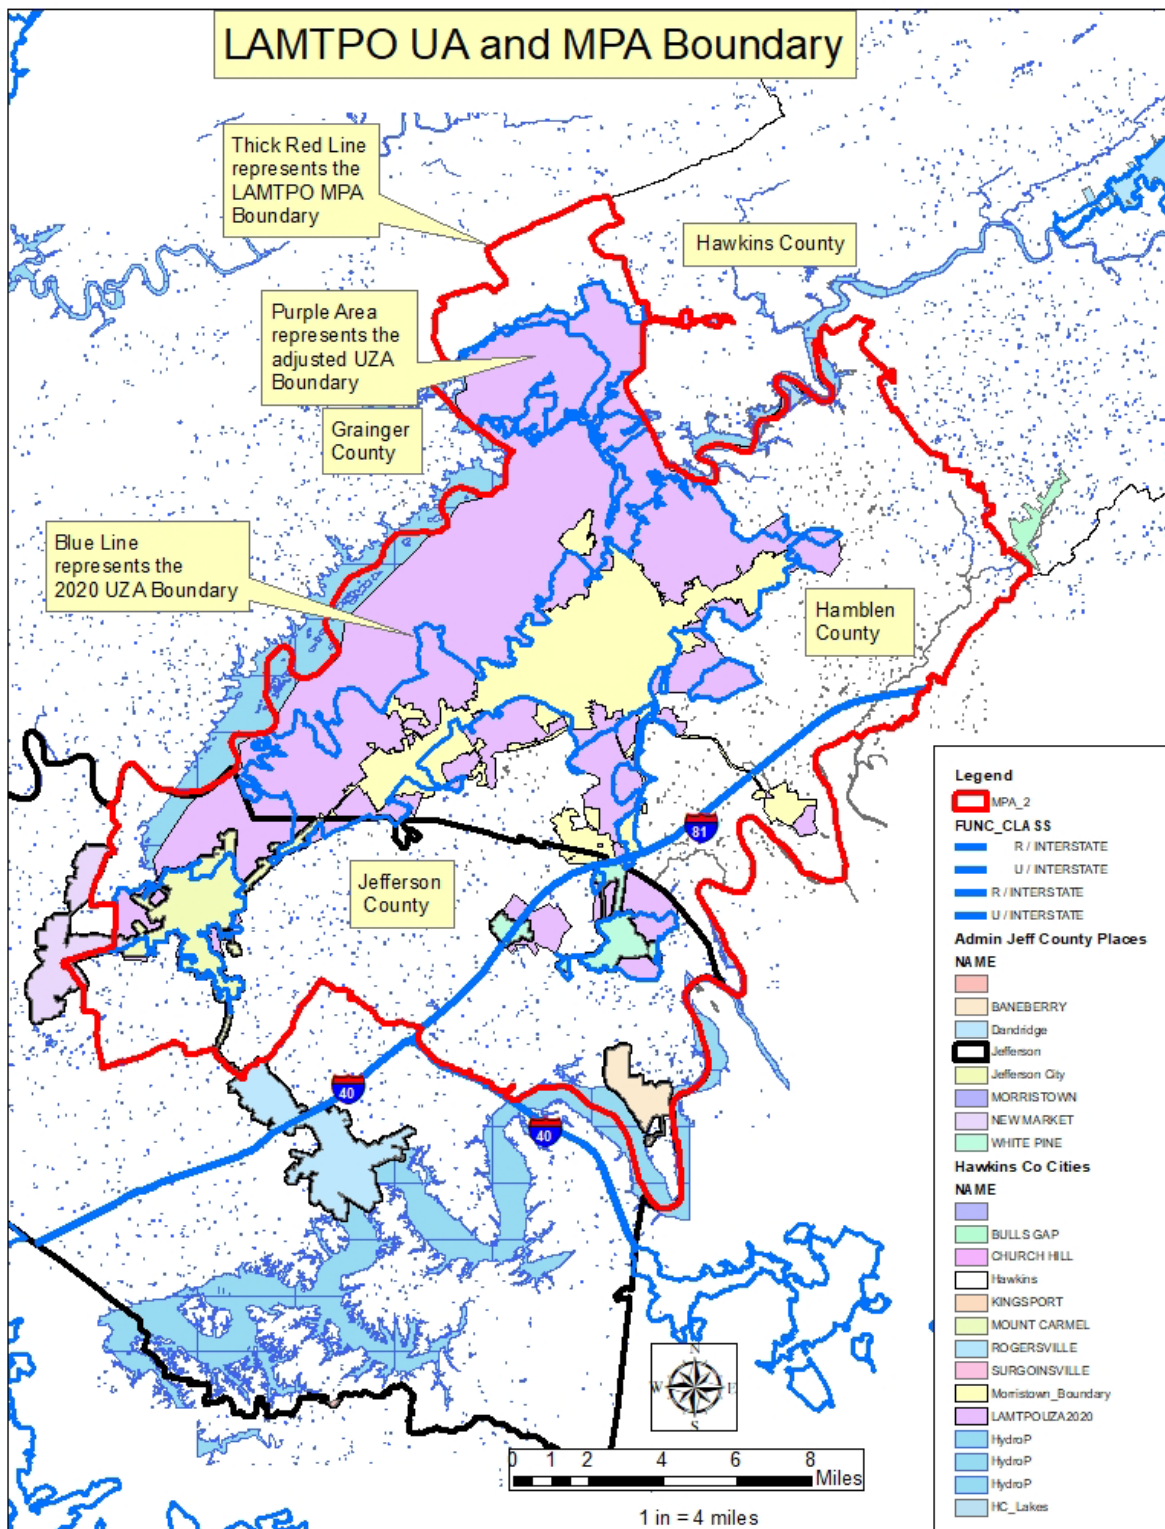 LAMTPO UA and MPA Boundary
Thick Red Line
represents the
LAMTPO MPA
Boundary
Hawkins County
Purple Area
represents the
adjusted UZA
Boundary
Grainger
County
Blue Line
represents the
2020 UZA Boundary
Hamblen
County
81
Jefferson
County
40
40
Legend
MPA_2
FUNC_CLASS
R / INTERSTATE
U / INTERSTATE
R / INTERSTATE
U / INTERSTATE
Admin Jeff County Places
NAME
BANEBERRY
Dandridge
Jefferson
Jefferson City
MORRISTOWN
NEW MARKET
WHITE PINE
Hawkins Co Cities
NAME
BULLS GAP
CHURCH HILL
Hawkins
KINGSPORT
MOUNT CARMEL
ROGERSVILLE
SURGOINSVILLE
Morristown_Boundary
LAMTPOUZA2020
HydroP
HydroP
HydroP
HC_Lakes
N
W E
S
0 1 2 4 6 8
Miles
1 in = 4 miles